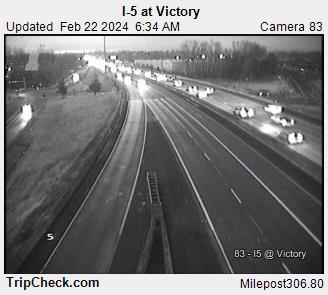 I-5 at Victory
Updated Feb 22 2024 6:34 AM Camera 83
S
83 - I5 @ Victory
TripCheck.com Milepost306.80